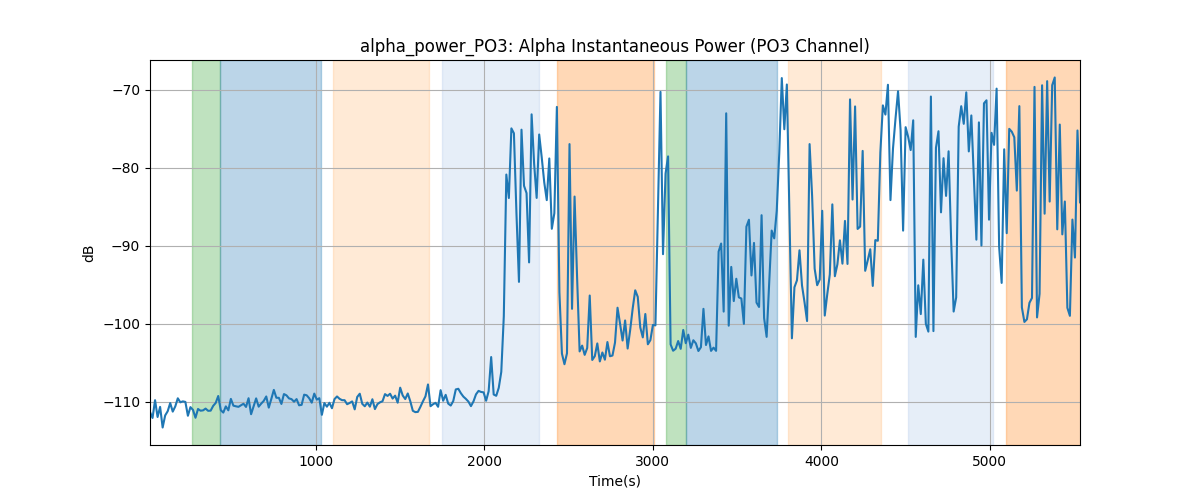 alpha_power_PO3: Alpha Instantaneous Power (PO3 Channel)
−70
−80
−90
−100
−110
dB
1000 2000 3000 4000 5000
Time(s)